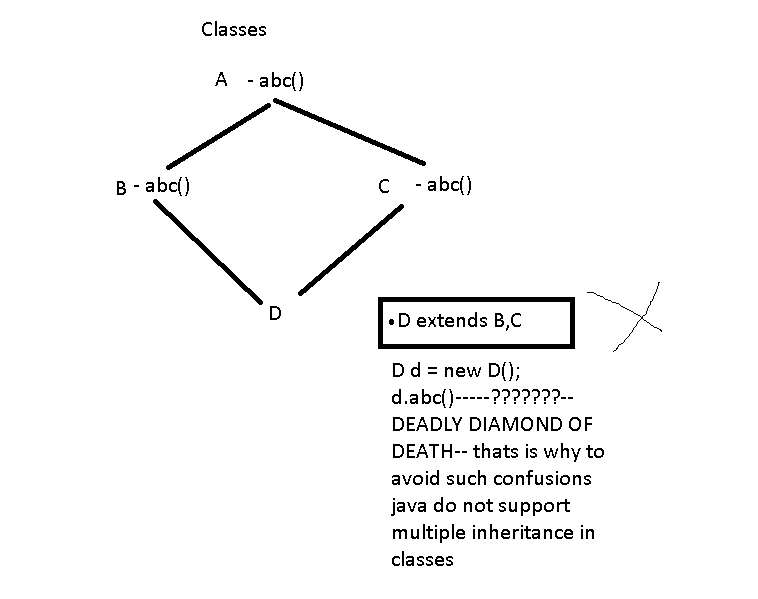 Classes
A - abc()
B - abc() C - abc()
D
•D extends B,C
D d = new D();
d.abc()-----???????--
DEADLY DIAMOND OF
DEATH-- thats is why to
avoid such confusions
java do not support
multiple inheritance in
classes